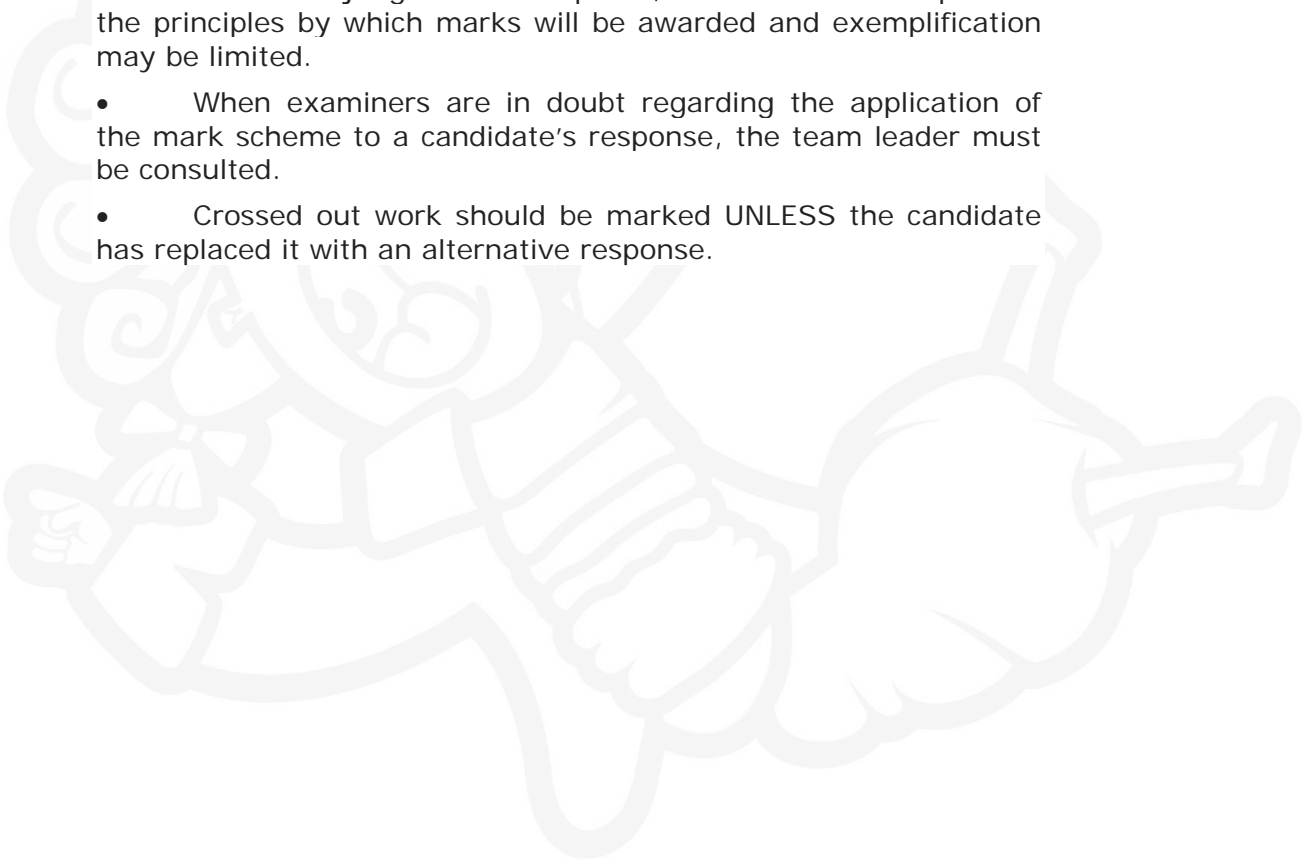 the principles by which marks will be awarded and exemplification
may be limited.
• When examiners are in doubt regarding the application of
the mark scheme to a candidate's response, the team leader must
be consulted.
• Crossed out work should be marked UNLESS the candidate
has replaced it with an alternative response.